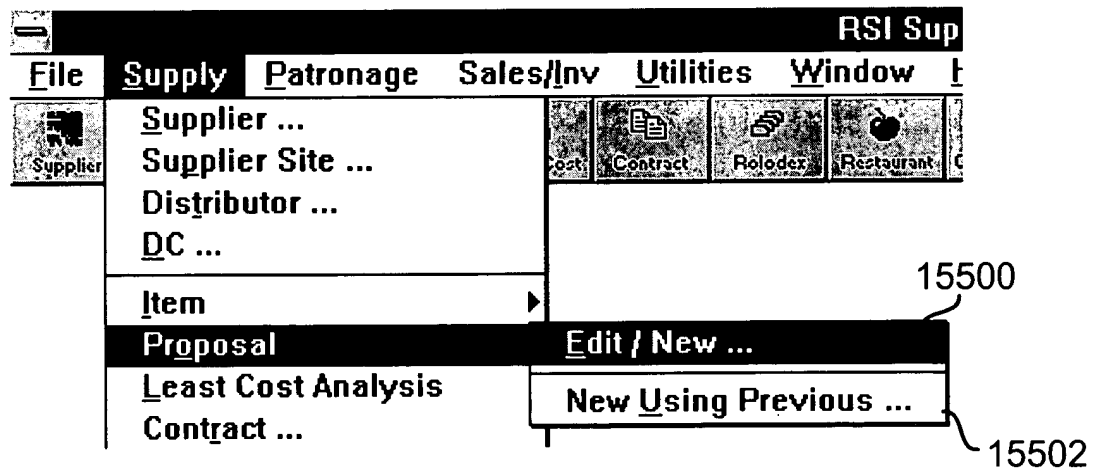 RSI Sup
File Supply Patronage Sales/Inv Utilities Window H
Supplier Cost Contract Rolodex Restaurant
Supplier ...
Supplier Site ...
Distributor ...
DC ...
15500
Item
Proposal Edit / New ...
Least Cost Analysis
New Using Previous ...
Contract ...
15502